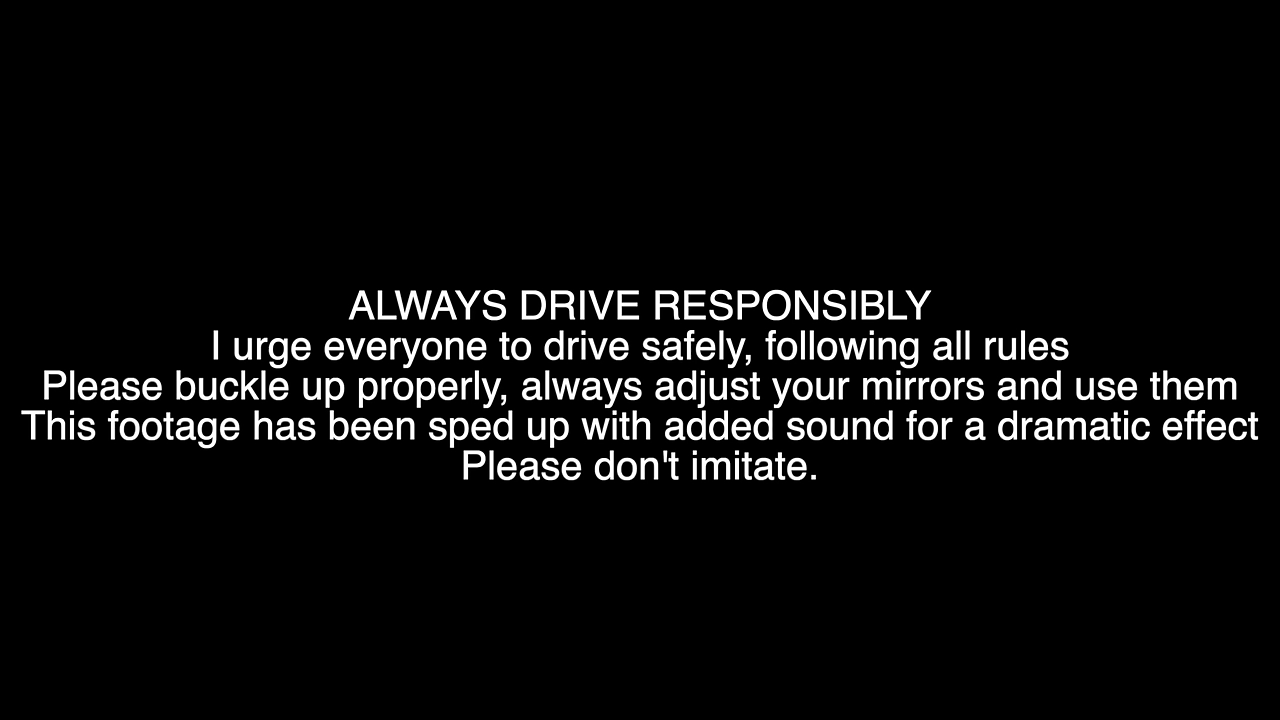 ALWAYS DRIVE RESPONSIBLY
I urge everyone to drive safely, following all rules
Please buckle up properly, always adjust your mirrors and use them
This footage has been sped up with added sound for a dramatic effect
Please don't imitate.